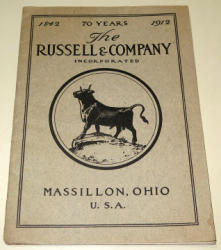 1842 70 YEARS 1912
The
RUSSELL & COMPANY
INCORPORATED
MASSILLON, OHIO
U. S. A.